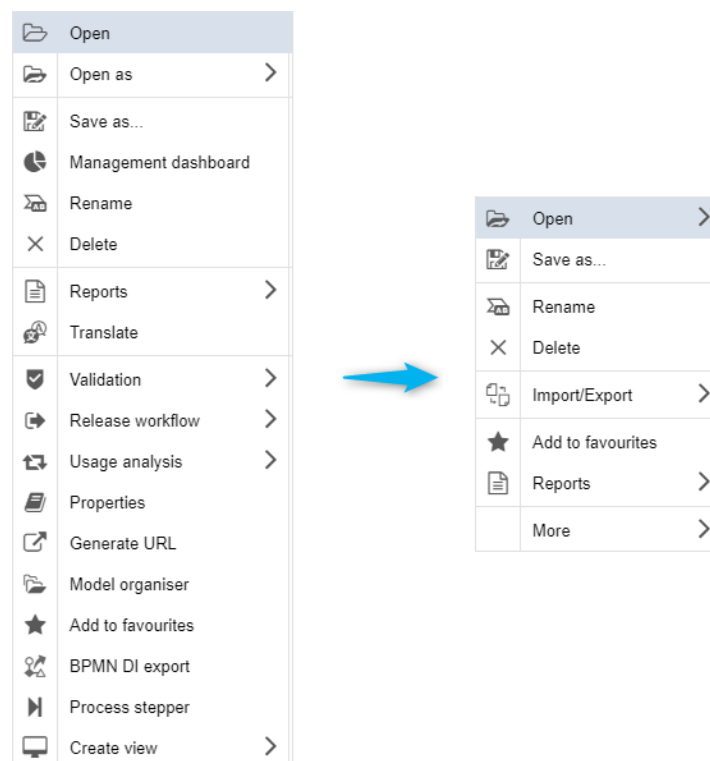 Open
Open as
Save as...
Management dashboard
Rename
Delete
Reports
Translate
Validation
Release workflow
Usage analysis
Properties
Generate URL
Model organiser
Add to favourites
BPMN DI export
Process stepper
Create view
Open
Save as...
Rename
Delete
Import/Export
Add to favourites
Reports
More